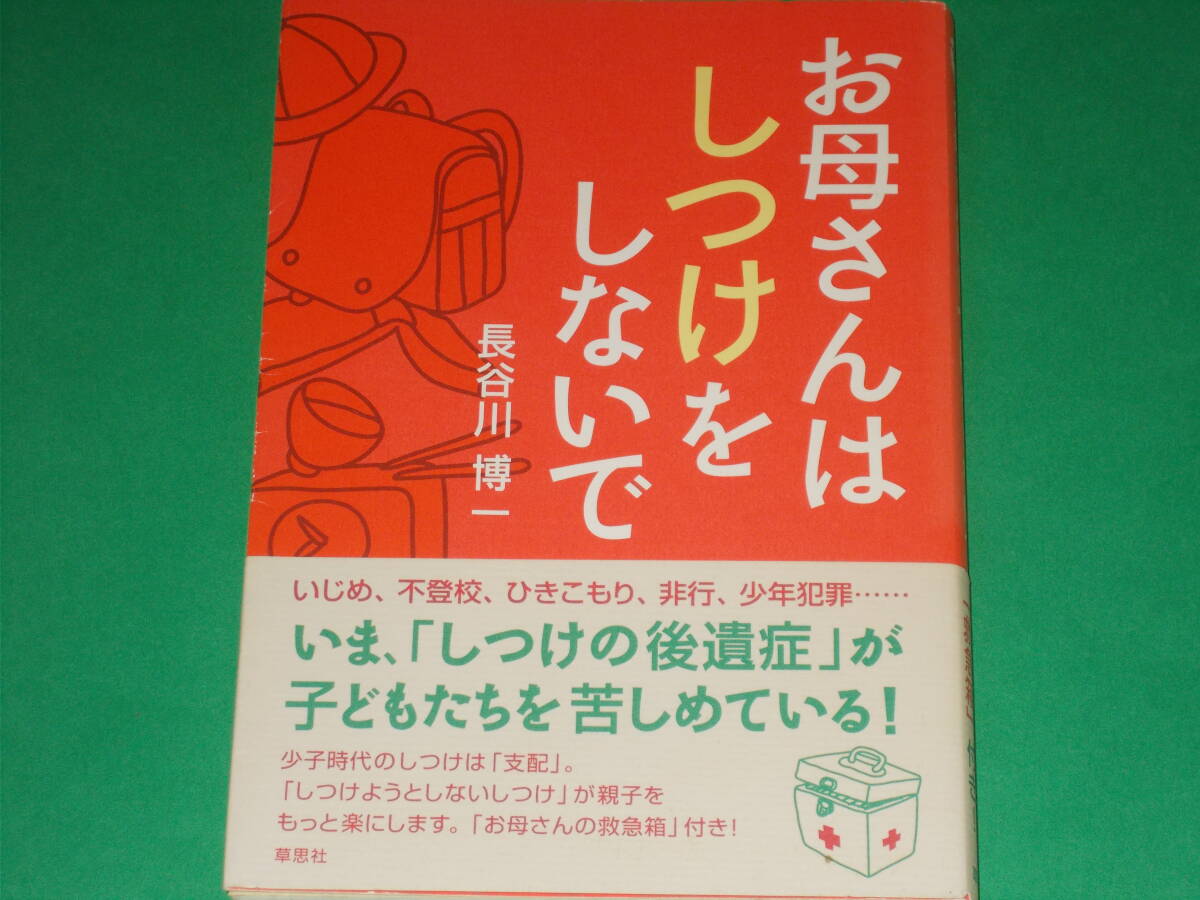 お母さんは
しつけを
しないで
長谷川 博一
いじめ、不登校、ひきこもり、非行、少年犯罪……
いま、「しつけの後遺症」が
子どもたちを苦しめている!
少子時代のしつけは「支配」。
「しつけようとしないしつけ」が親子を
もっと楽にします。「お母さんの救急箱」付き!
草思社